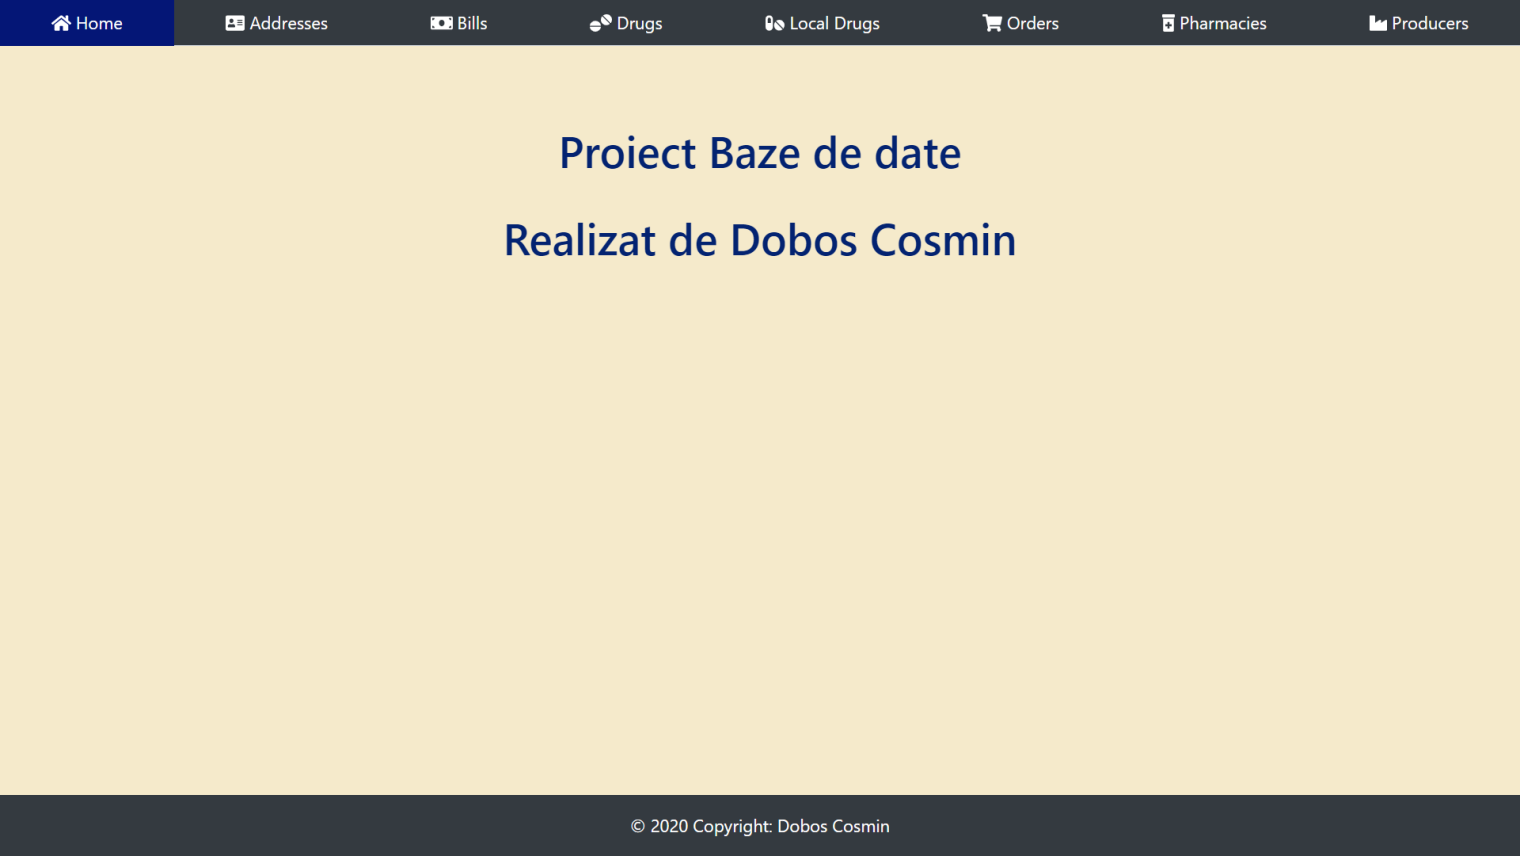 Home Addresses Bills Drugs Local Drugs Orders Pharmacies Producers
Proiect Baze de date
Realizat de Dobos Cosmin
© 2020 Copyright: Dobos Cosmin